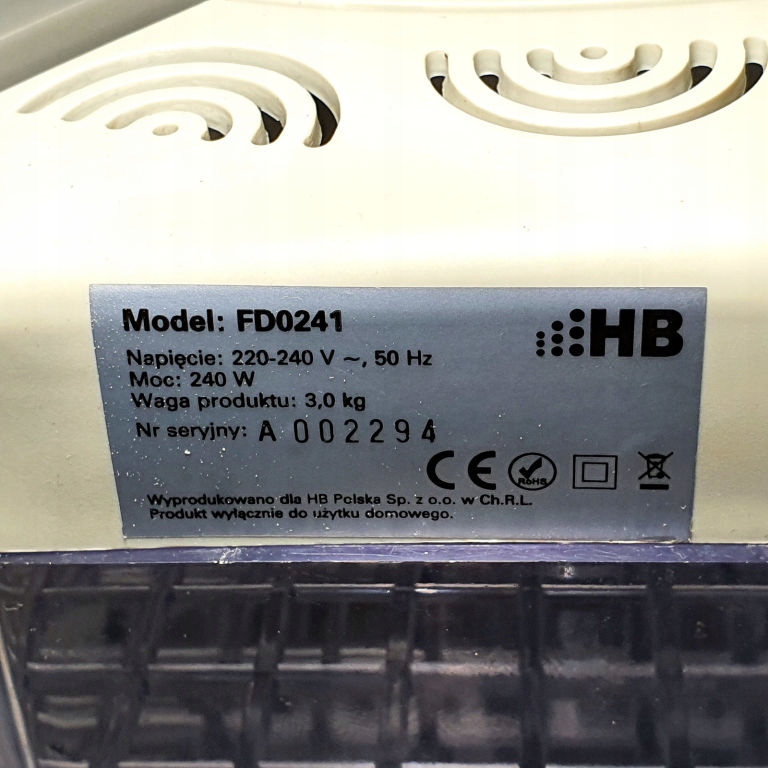 Model: FD0241
HB
Napięcie: 220-240 V ~, 50 Hz
Moc: 240 W
Waga produktu: 3,0 kg
Nr seryjny: A 002294
CE RoHS
Wyprodukowano dla HB Polska Sp. z o.o. w Ch.R.L.
Produkt wyłącznie do użytku domowego.